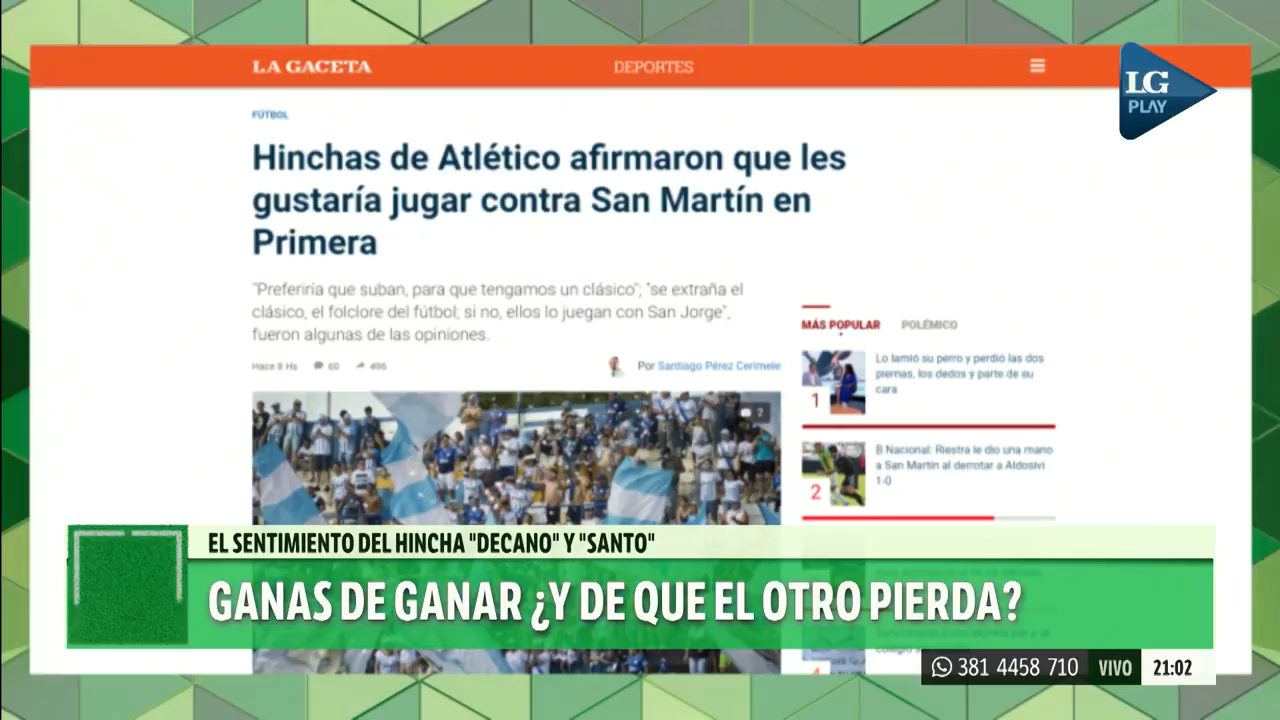 LA GACETA
DEPORTES
LG
PLAY
FÚTBOL
Hinchas de Atlético afirmaron que les
gustaría jugar contra San Martín en
Primera
"Preferiría que suban, para que tengamos un clásico"; "se extraña el
clásico, el folclore del fútbol; si no, ellos lo juegan con San Jorge",
fueron algunas de las opiniones.
Hace 8 Hs 60 496
Por Santiago Pérez Cerimele
2
MÁS POPULAR POLÉMICO
Lo lamió su perro y perdió las dos
piernas, los dedos y parte de su
cara
1
B Nacional: Riestra le dio una mano
a San Martín al derrotar a Aldosivi
1-0
2
EL SENTIMIENTO DEL HINCHA "DECANO" Y "SANTO"
GANAS DE GANAR ¿Y DE QUE EL OTRO PIERDA?
381 4458 710 VIVO 21:02